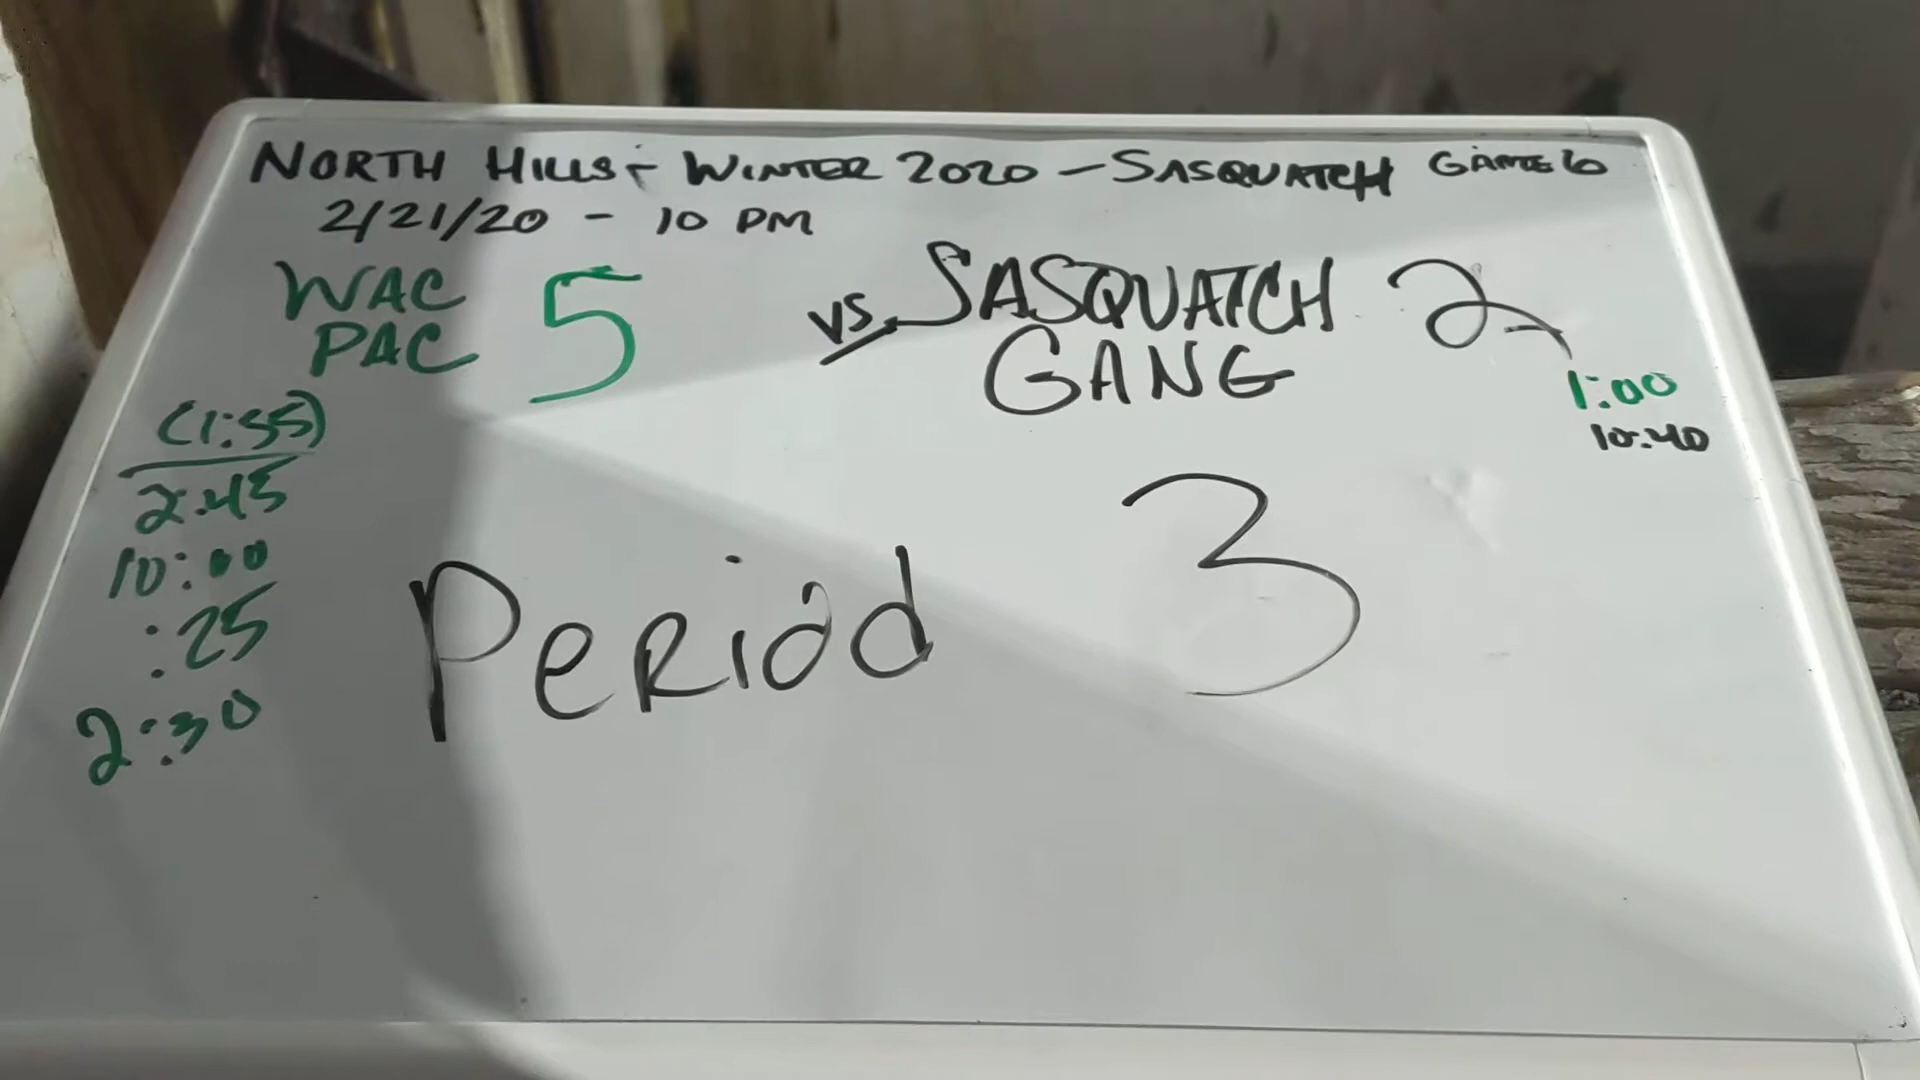 NORTH HILLS - WINTER 2020 - SASQUATCH GAME 6
2/21/20 - 10 PM
WAC PAC 5 vs. SASQUATCH GANG 2
(1:55)
2:45
10:00
:25
2:30
1:00
10:40
Period 3